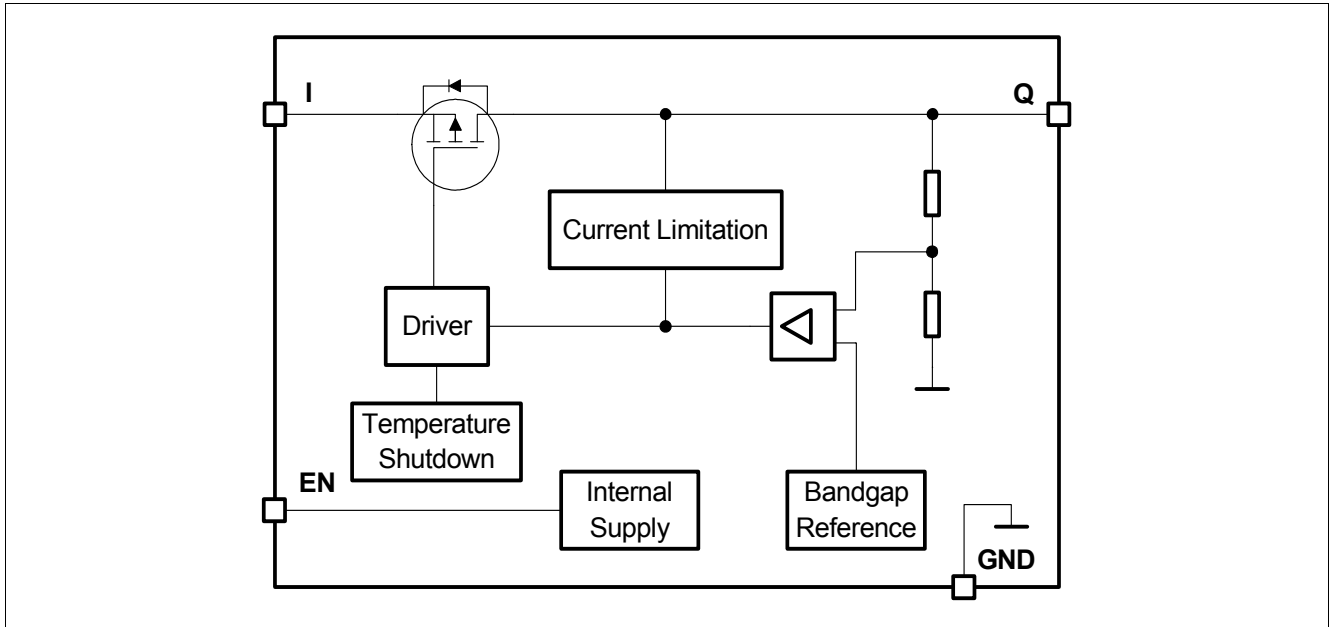 I
Q
Current Limitation
Driver
Temperature
Shutdown
EN
Internal
Supply
Bandgap
Reference
GND